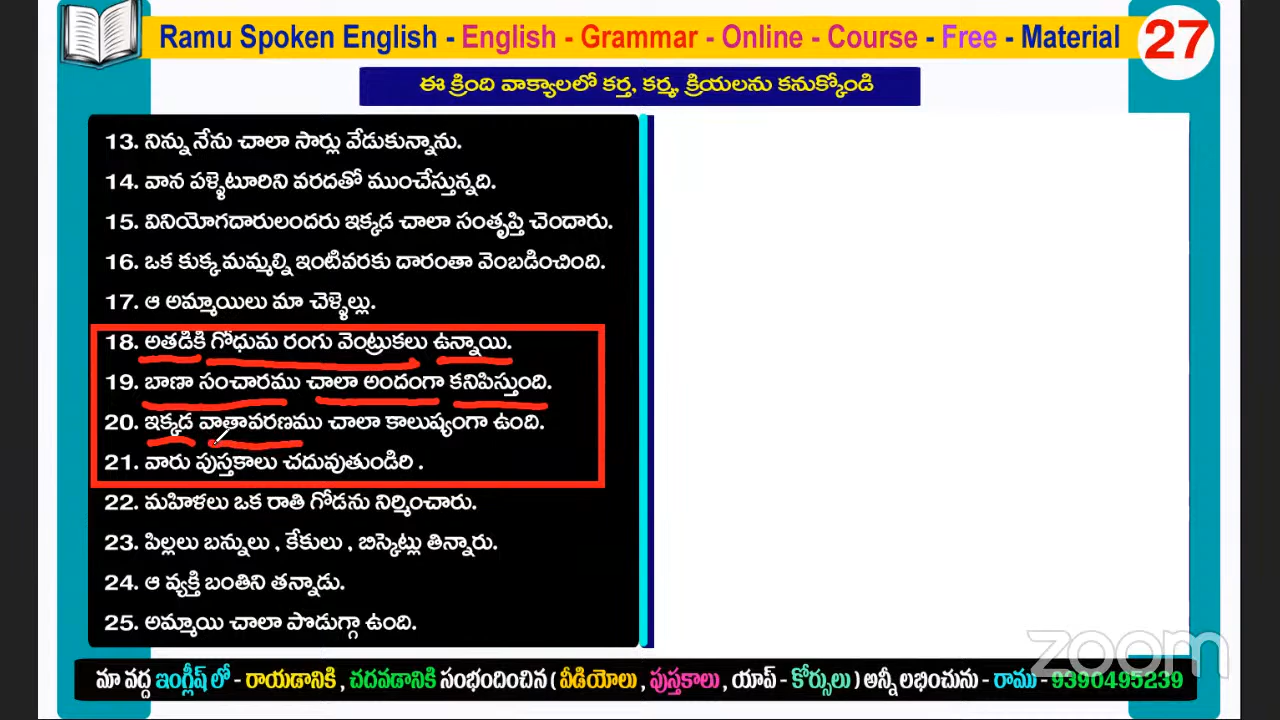 Ramu Spoken English - English - Grammar - Online - Course - Free - Material 27
ఈ క్రింది వాక్యాలలో కర్త, కర్మ, క్రియలను కనుక్కోండి
13. నిన్ను నేను చాలా సార్లు వేడుకున్నాను.
14. వాన పళ్ళెటూరిని వరదతో ముంచేస్తున్నది.
15. వినియోగదారులందరు ఇక్కడ చాలా సంతృప్తి చెందారు.
16. ఒక కుక్క మమ్మల్ని ఇంటివరకు దారంతా వెంబడించింది.
17. ఆ అమ్మాయిలు మా చెళ్ళెల్లు.
18. అతడికి గోధుమ రంగు వెంట్రుకలు ఉన్నాయి.
19. బాణా సంచారము చాలా అందంగా కనిపిస్తుంది.
20. ఇక్కడ వాతావరణము చాలా కాలుష్యంగా ఉంది.
21. వారు పుస్తకాలు చదువుతుండిరి .
22. మహిళలు ఒక రాతి గోడను నిర్మించారు.
23. పిల్లలు బన్నులు , కేకులు , బిస్కెట్లు తిన్నారు.
24. ఆ వ్యక్తి బంతిని తన్నాడు.
25. అమ్మాయి చాలా పొడుగ్గా ఉంది.
zoom
మా వద్ద ఇంగ్లీష్ లో - రాయడానికి , చదవడానికి సంభందించిన ( వీడియోలు , పుస్తకాలు , యాప్ - కోర్సులు ) అన్నీ లభించును - రాము - 9390495239